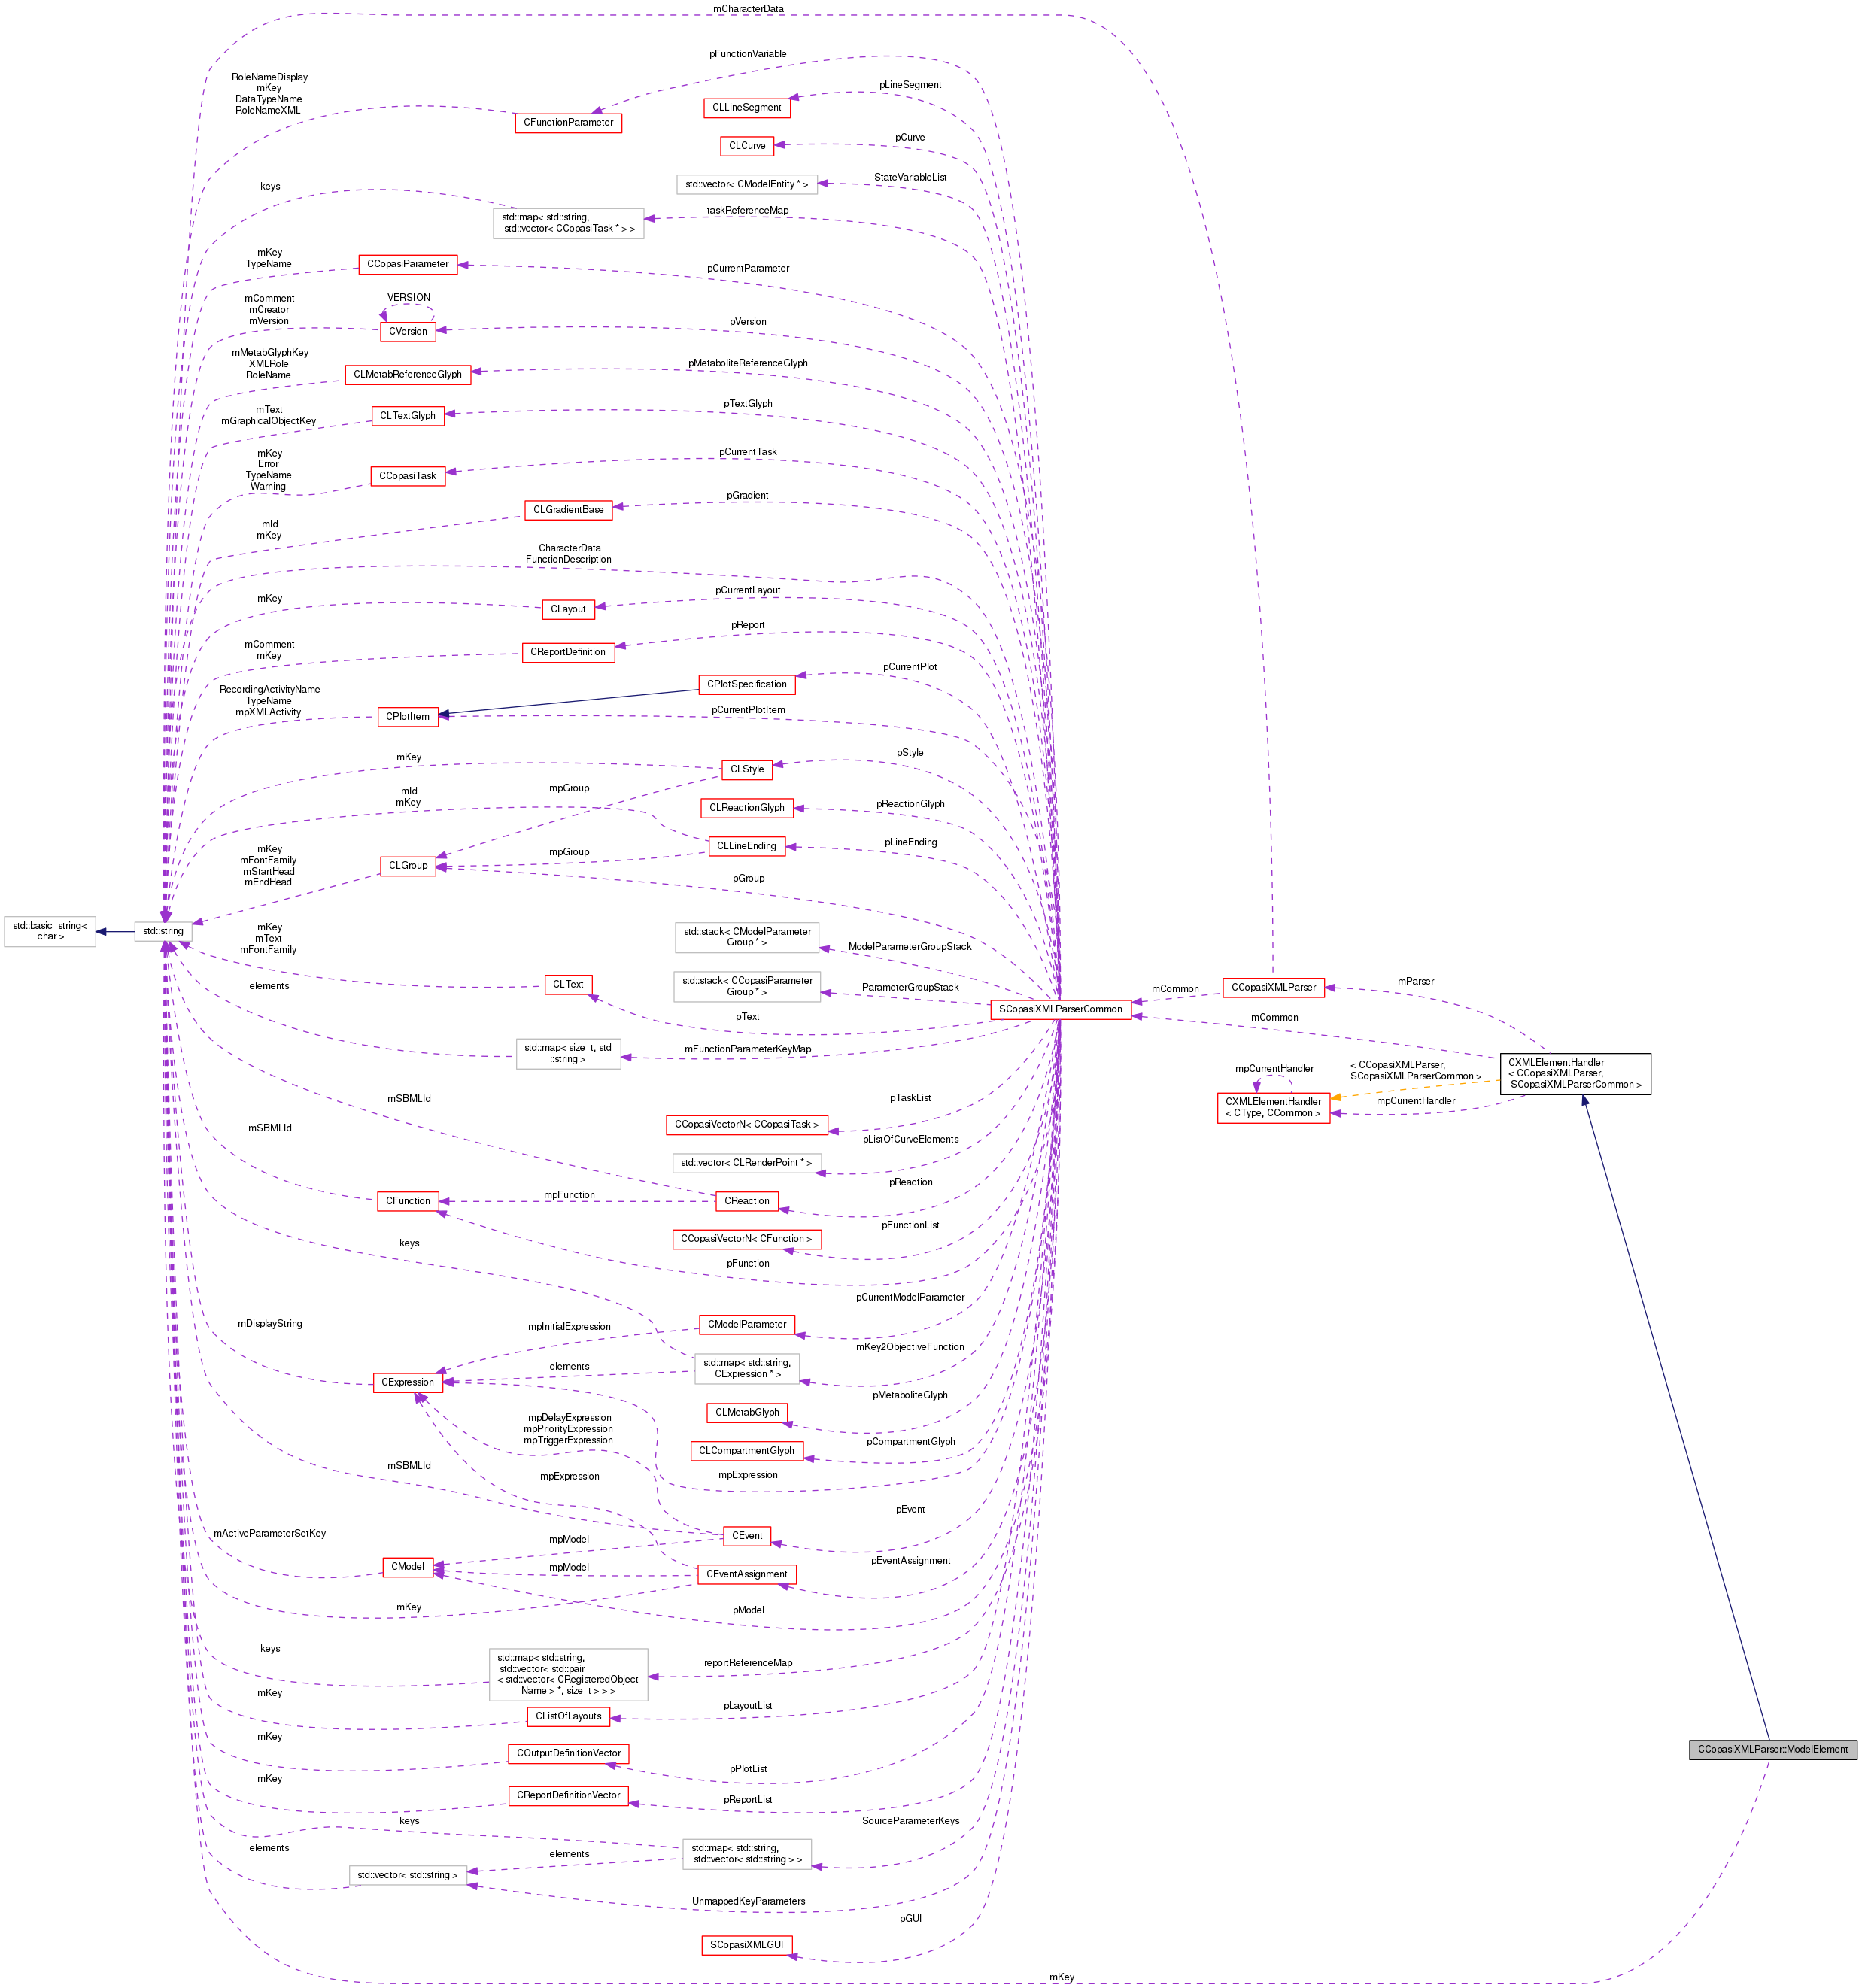 mCharacterData
pFunctionVariable
RoleNameDisplay
mKey
DataTypeName
RoleNameXML
CFunctionParameter
pLineSegment
CLLineSegment
pCurve
CLCurve
StateVariableList
std::vector< CModelEntity * >
keys
std::map< std::string,
std::vector< CCopasiTask * > >
taskReferenceMap
mKey
TypeName
CCopasiParameter
pCurrentParameter
mComment
mCreator
mVersion
VERSION
CVersion
pVersion
mMetabGlyphKey
XMLRole
RoleName
CLMetabReferenceGlyph
pMetaboliteReferenceGlyph
mText
mGraphicalObjectKey
CLTextGlyph
pTextGlyph
mKey
Error
TypeName
Warning
CCopasiTask
pCurrentTask
mId
mKey
CLGradientBase
pGradient
CharacterData
FunctionDescription
mKey
CLayout
pCurrentLayout
mComment
mKey
CReportDefinition
pReport
RecordingActivityName
TypeName
mpXMLActivity
CPlotItem
CPlotSpecification
pCurrentPlot
pCurrentPlotItem
mKey
CLStyle
pStyle
mId
mKey
mpGroup
CLReactionGlyph
pReactionGlyph
CLLineEnding
pLineEnding
mKey
mFontFamily
mStartHead
mEndHead
CLGroup
mpGroup
pGroup
std::basic_string<
char >
std::string
mKey
mText
mFontFamily
std::stack< CModelParameter
Group * >
ModelParameterGroupStack
std::stack< CCopasiParameter
Group * >
ParameterGroupStack
elements
CLText
pText
std::map< size_t, std
::string >
mFunctionParameterKeyMap
SCopasiXMLParserCommon
mCommon
CCopasiXMLParser
mParser
mCommon
CXMLElementHandler
< CCopasiXMLParser,
SCopasiXMLParserCommon >
< CCopasiXMLParser,
SCopasiXMLParserCommon >
mpCurrentHandler
mpCurrentHandler
CXMLElementHandler
< CType, CCommon >
mSBMLId
pTaskList
CCopasiVectorN< CCopasiTask >
mSBMLId
pListOfCurveElements
std::vector< CLRenderPoint * >
CFunction
mpFunction
CReaction
pReaction
keys
CCopasiVectorN< CFunction >
pFunctionList
pFunction
mDisplayString
mpInitialExpression
CModelParameter
pCurrentModelParameter
CExpression
elements
std::map< std::string,
CExpression * >
mKey2ObjectiveFunction
CLMetabGlyph
pMetaboliteGlyph
mpDelayExpression
mpPriorityExpression
mpTriggerExpression
CLCompartmentGlyph
pCompartmentGlyph
mSBMLId
mpExpression
mpExpression
mActiveParameterSetKey
mpModel
CEvent
pEvent
CModel
mpModel
CEventAssignment
pEventAssignment
mKey
pModel
keys
std::map< std::string,
std::vector< std::pair
< std::vector< CRegisteredObject
Name > *, size_t > > >
reportReferenceMap
mKey
CListOfLayouts
pLayoutList
mKey
COutputDefinitionVector
pPlotList
CCopasiXMLParser::ModelElement
mKey
CReportDefinitionVector
pReportList
keys
std::map< std::string,
std::vector< std::string > >
SourceParameterKeys
elements
std::vector< std::string >
elements
UnmappedKeyParameters
SCopasiXMLGUI
pGUI
mKey